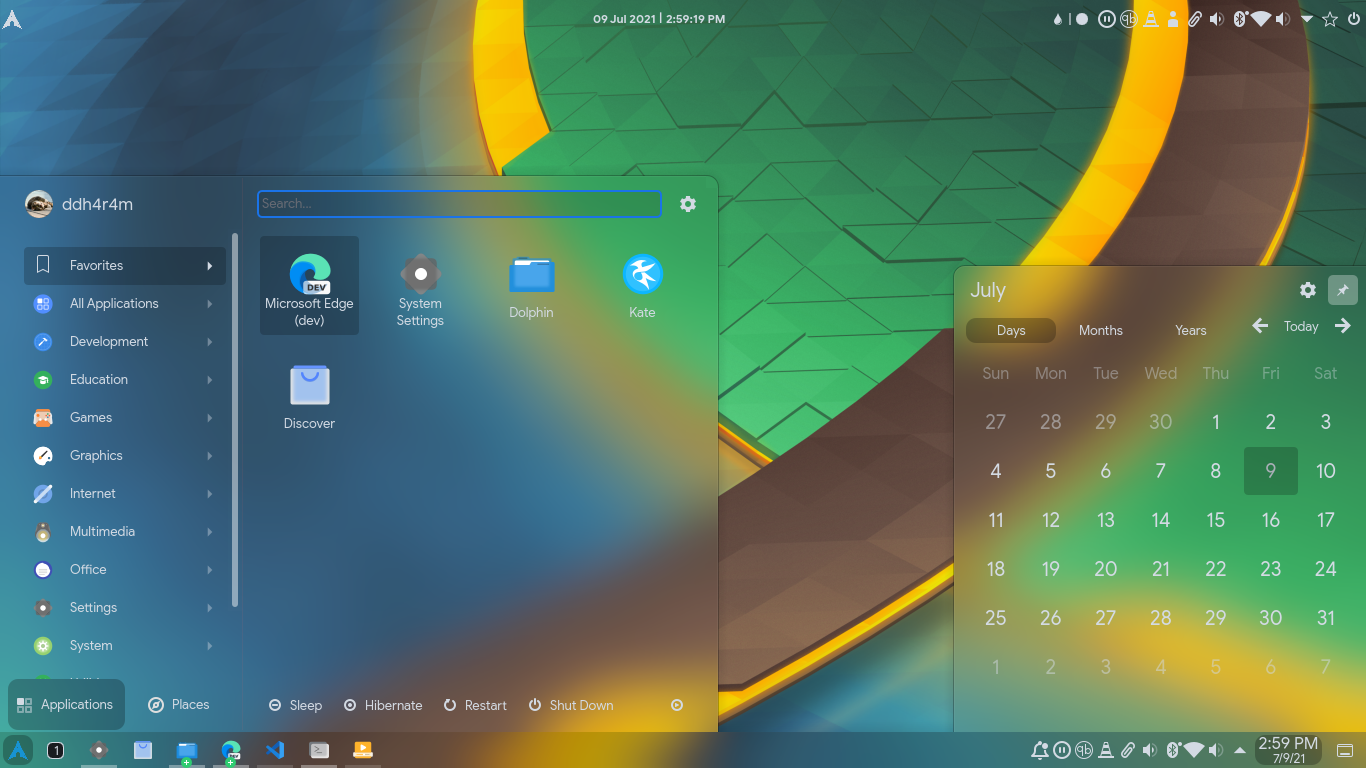 09 Jul 2021 | 2:59:19 PM
ddh4r4m
Search...
Favorites
All Applications
Development
Education
Games
Graphics
Internet
Multimedia
Office
Settings
System
Applications
Places
Microsoft Edge
(dev)
DEV
System
Settings
Dolphin
Kate
Discover
Sleep
Hibernate
Restart
Shut Down
July
Days Months Years Today
Sun Mon Tue Wed Thu Fri Sat
27 28 29 30 1 2 3
4 5 6 7 8 9 10
11 12 13 14 15 16 17
18 19 20 21 22 23 24
25 26 27 28 29 30 31
1 2 3 4 5 6 7
1
DEV
2:59 PM
7/9/21